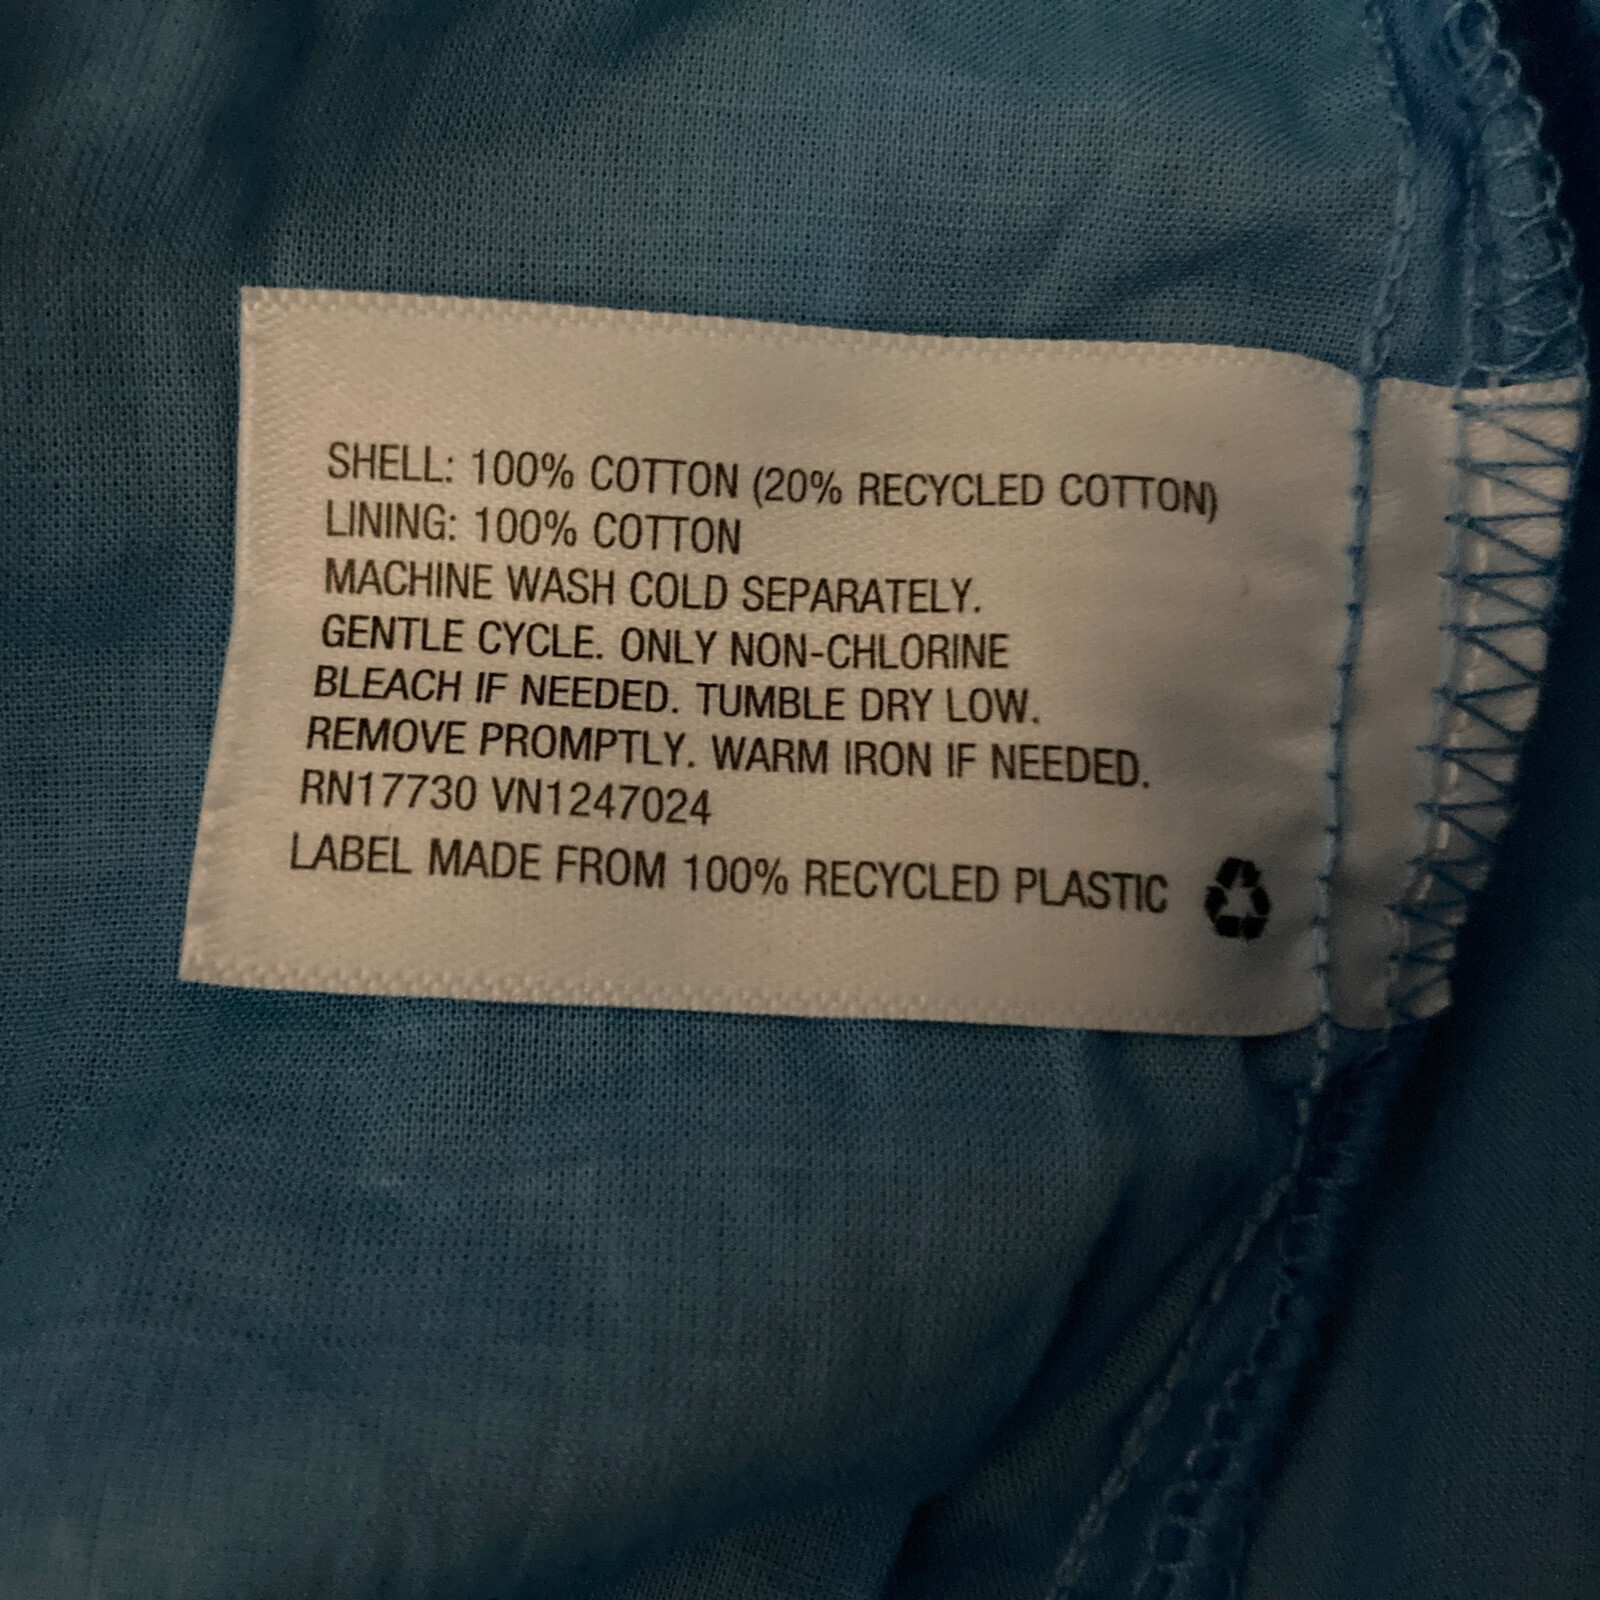 SHELL: 100% COTTON (20% RECYCLED COTTON)
LINING: 100% COTTON
MACHINE WASH COLD SEPARATELY.
GENTLE CYCLE. ONLY NON-CHLORINE
BLEACH IF NEEDED. TUMBLE DRY LOW.
REMOVE PROMPTLY. WARM IRON IF NEEDED.
RN17730 VN1247024
LABEL MADE FROM 100% RECYCLED PLASTIC